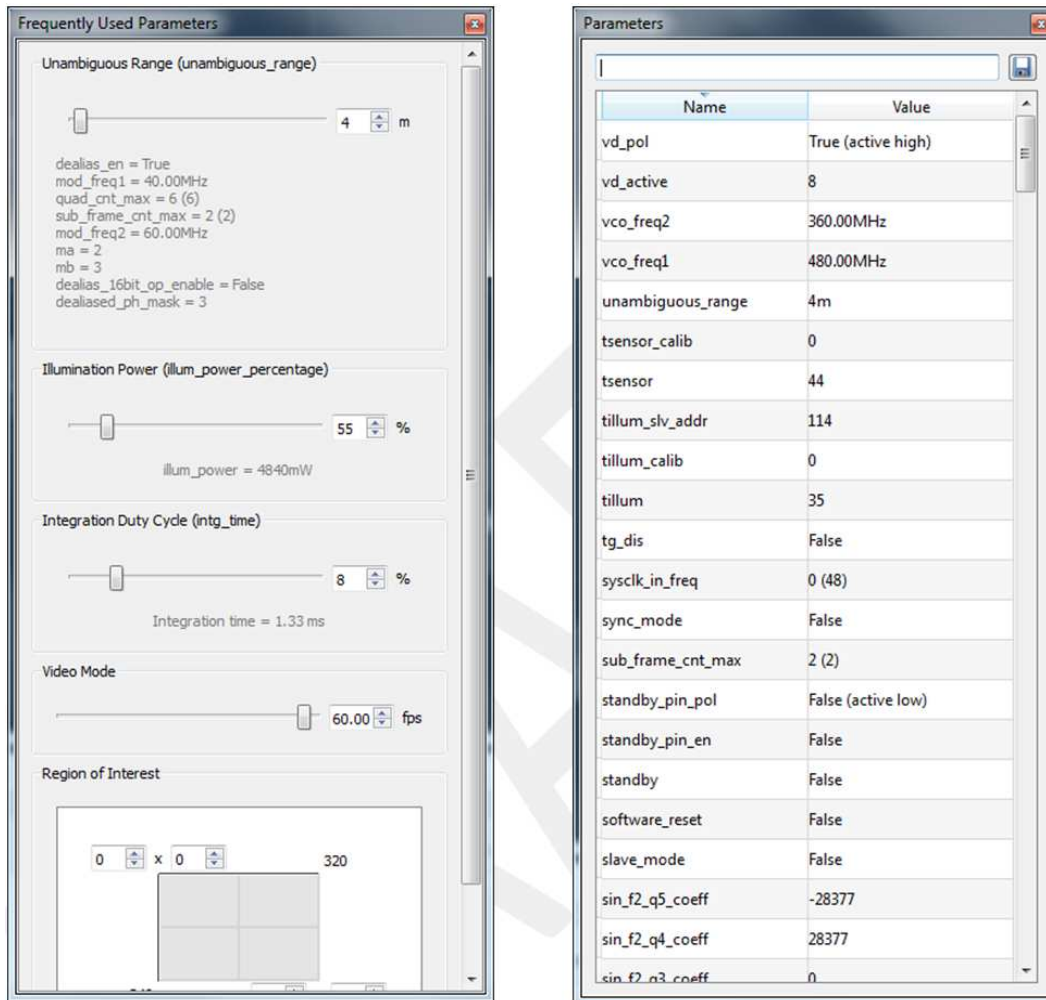 Frequently Used Parameters
Unambiguous Range (unambiguous_range)
4 m
dealias_en = True
mod_freq1 = 40.00MHz
quad_cnt_max = 6 (6)
sub_frame_cnt_max = 2 (2)
mod_freq2 = 60.00MHz
ma = 2
mb = 3
dealias_16bit_op_enable = False
dealiased_ph_mask = 3
Illumination Power (illum_power_percentage)
55 %
illum_power = 4840mW
Integration Duty Cycle (intg_time)
8 %
Integration time = 1.33 ms
Video Mode
60.00 fps
Region of Interest
0 x 0 320
Parameters
Name Value
vd_pol True (active high)
vd_active 8
vco_freq2 360.00MHz
vco_freq1 480.00MHz
unambiguous_range 4m
tsensor_calib 0
tsensor 44
tillum_slv_addr 114
tillum_calib 0
tillum 35
tg_dis False
sysclk_in_freq 0 (48)
sync_mode False
sub_frame_cnt_max 2 (2)
standby_pin_pol False (active low)
standby_pin_en False
standby False
software_reset False
slave_mode False
sin_f2_q5_coeff -28377
sin_f2_q4_coeff 28377
sin_f2_q3_coeff 0